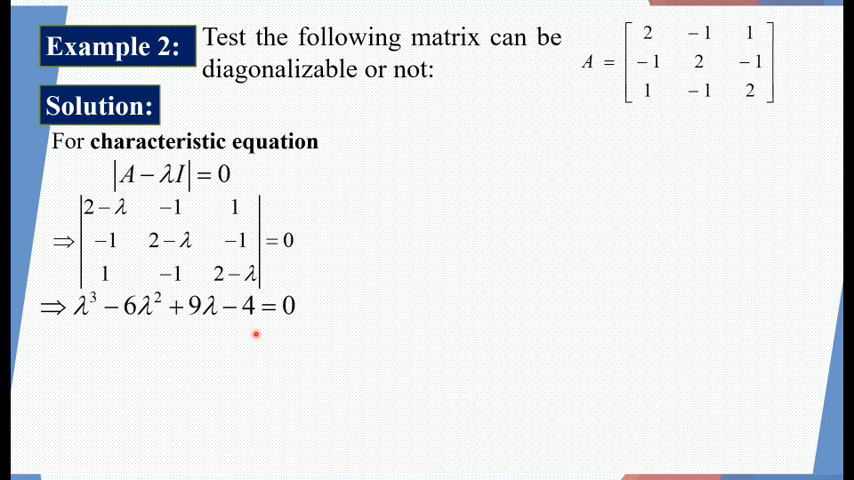 Example 2: Test the following matrix can be
diagonalizable or not:
A = [ 2 −1 1
−1 2 −1
1 −1 2 ]
Solution:
For characteristic equation
|A − λI| = 0
⇒ | 2−λ −1 1
−1 2−λ −1
1 −1 2−λ | = 0
⇒ λ³ − 6λ² + 9λ − 4 = 0